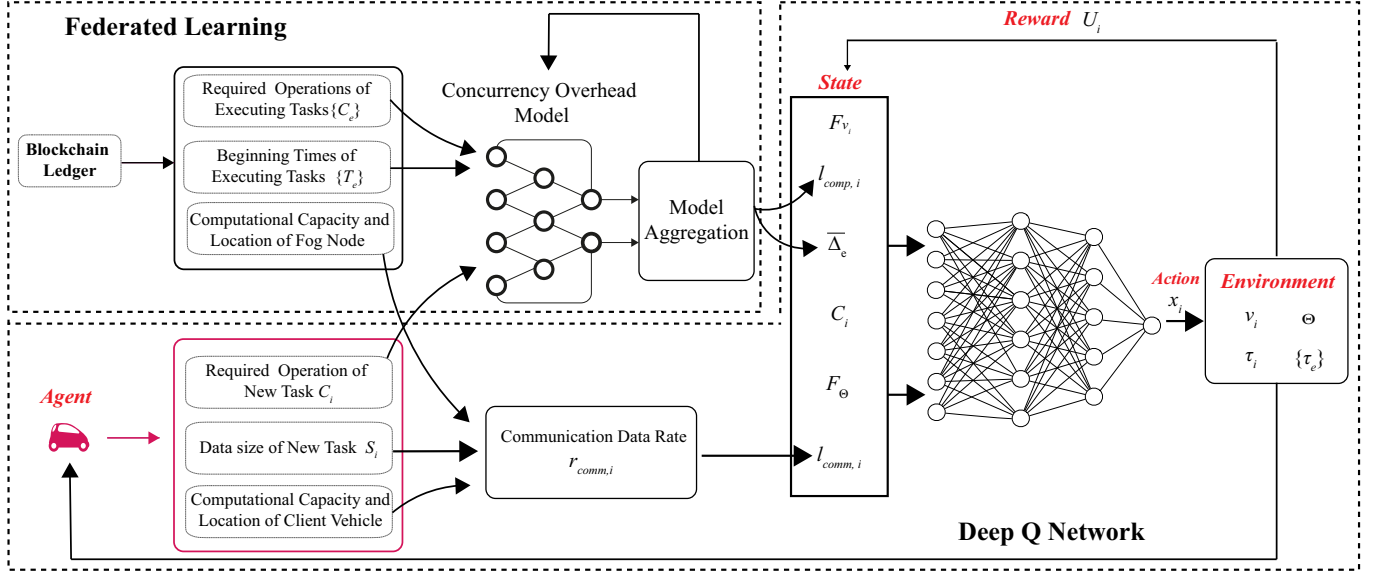 Federated Learning
Reward U_i
State
Required Operations of
Executing Tasks{C_e}
Concurrency Overhead
Model
Blockchain
Ledger
Beginning Times of
Executing Tasks {T_e}
Computational Capacity and
Location of Fog Node
Model
Aggregation
F_{v_i}
l_{comp, i}
\overline{Δ_e}
C_i
F_Θ
l_{comm, i}
Action
x_i
Environment
v_i Θ
τ_i {τ_e}
Agent
Required Operation of
New Task C_i
Data size of New Task S_i
Computational Capacity and
Location of Client Vehicle
Communication Data Rate
r_{comm,i}
Deep Q Network